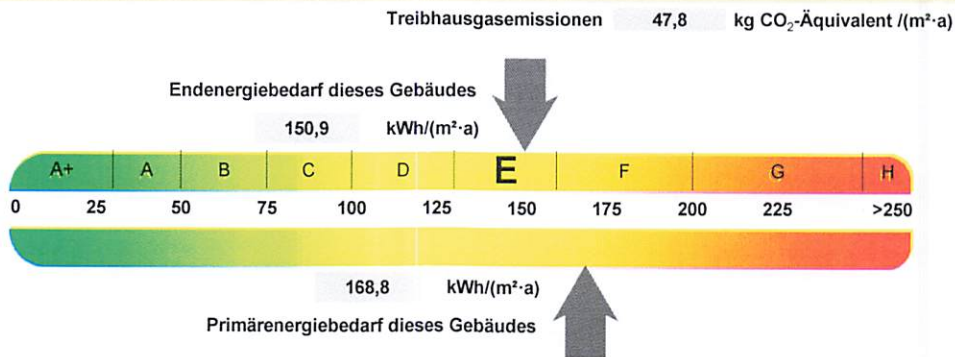 Treibhausgasemissionen 47,8 kg CO₂-Äquivalent /(m²·a)
Endenergiebedarf dieses Gebäudes
150,9 kWh/(m²·a)
A+ A B C D E F G H
0 25 50 75 100 125 150 175 200 225 >250
168,8 kWh/(m²·a)
Primärenergiebedarf dieses Gebäudes